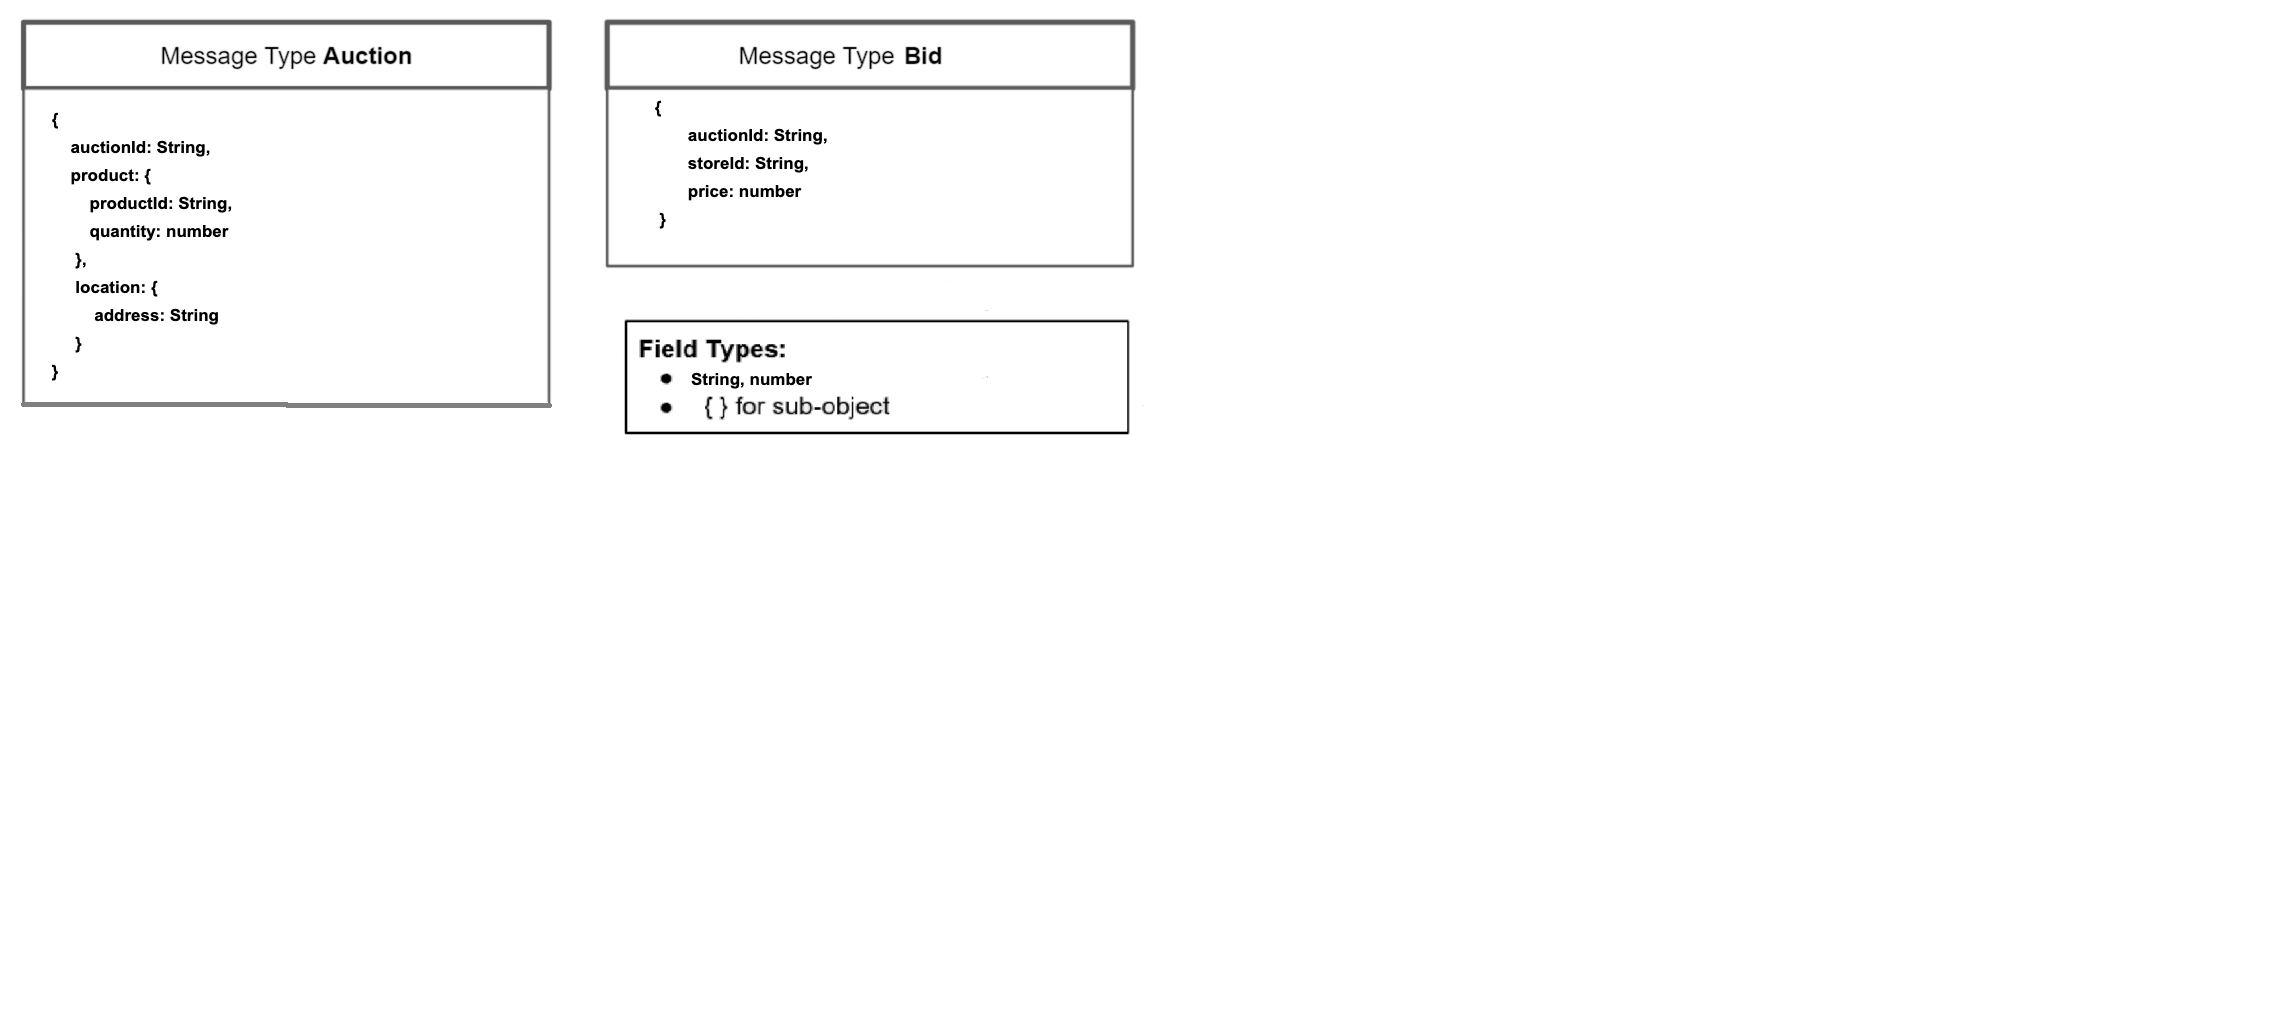 Message Type Auction
{
auctionId: String,
product: {
productId: String,
quantity: number
},
location: {
address: String
}
}
Message Type Bid
{
auctionId: String,
storeId: String,
price: number
}
Field Types:
● String, number
● { } for sub-object